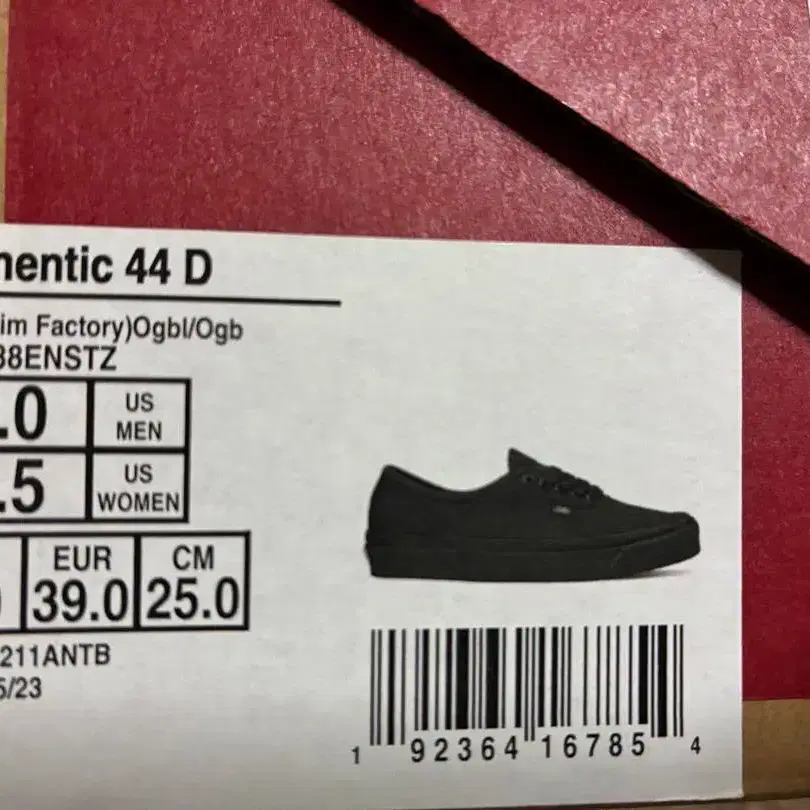 hentic 44 D
im Factory)Ogbl/Ogb
38ENSTZ
.0 US MEN
.5 US WOMEN
EUR CM
39.0 25.0
211ANTB
5/23
1 92364 16785 4